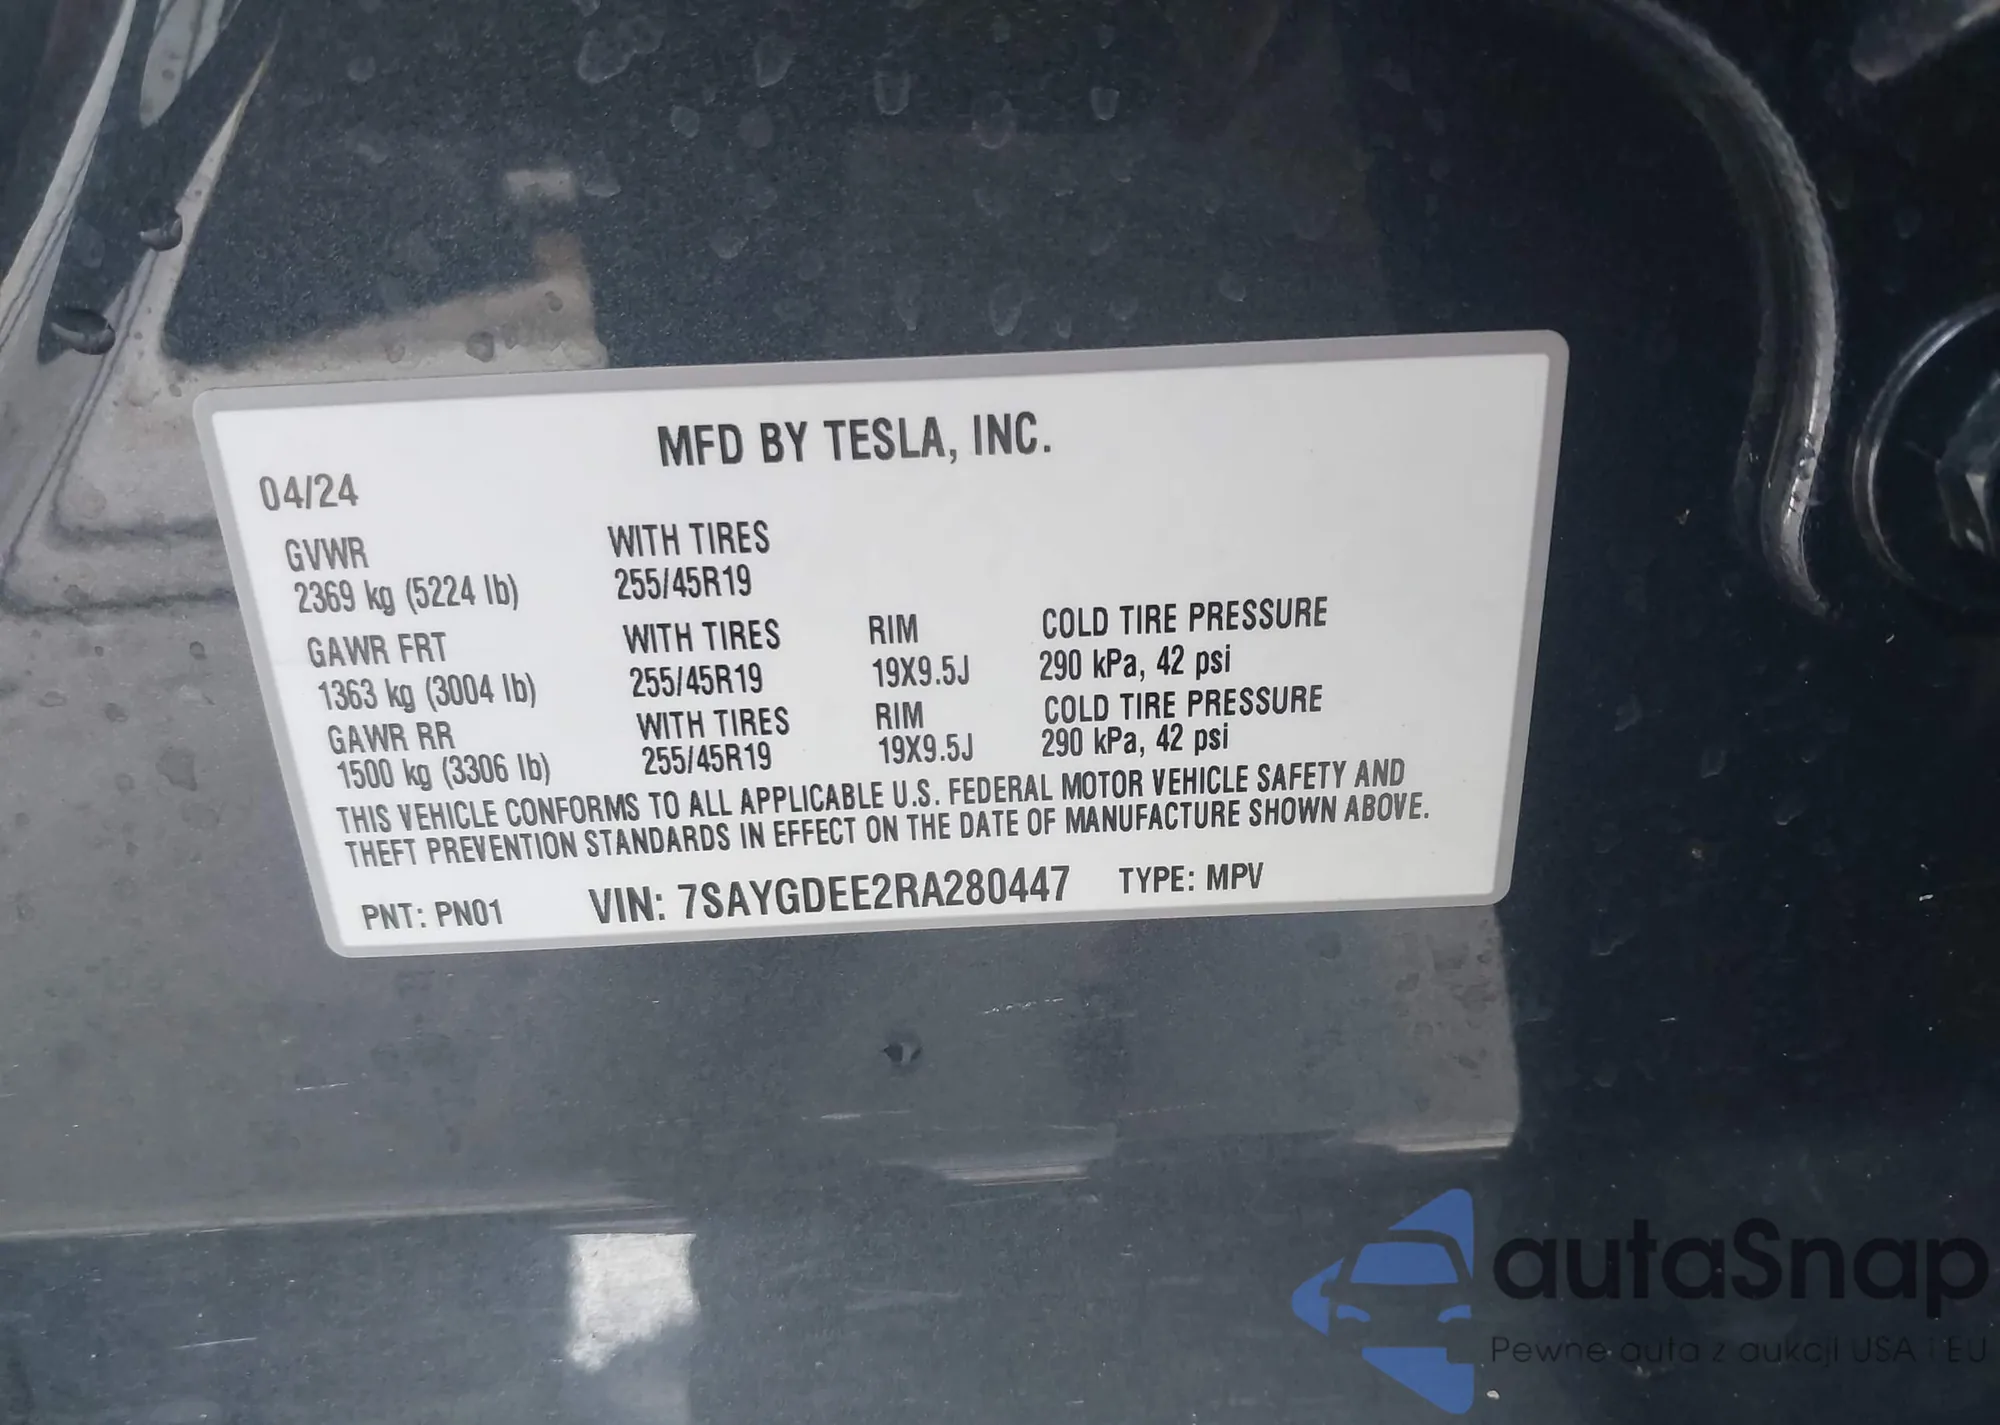 MFD BY TESLA, INC.
04/24
GVWR WITH TIRES
2369 kg (5224 lb) 255/45R19
GAWR FRT WITH TIRES RIM COLD TIRE PRESSURE
1363 kg (3004 lb) 255/45R19 19X9.5J 290 kPa, 42 psi
GAWR RR WITH TIRES RIM COLD TIRE PRESSURE
1500 kg (3306 lb) 255/45R19 19X9.5J 290 kPa, 42 psi
THIS VEHICLE CONFORMS TO ALL APPLICABLE U.S. FEDERAL MOTOR VEHICLE SAFETY AND
THEFT PREVENTION STANDARDS IN EFFECT ON THE DATE OF MANUFACTURE SHOWN ABOVE.
PNT: PN01 VIN: 7SAYGDEE2RA280447 TYPE: MPV
autaSnap
Pewne auta z aukcji USA i EU